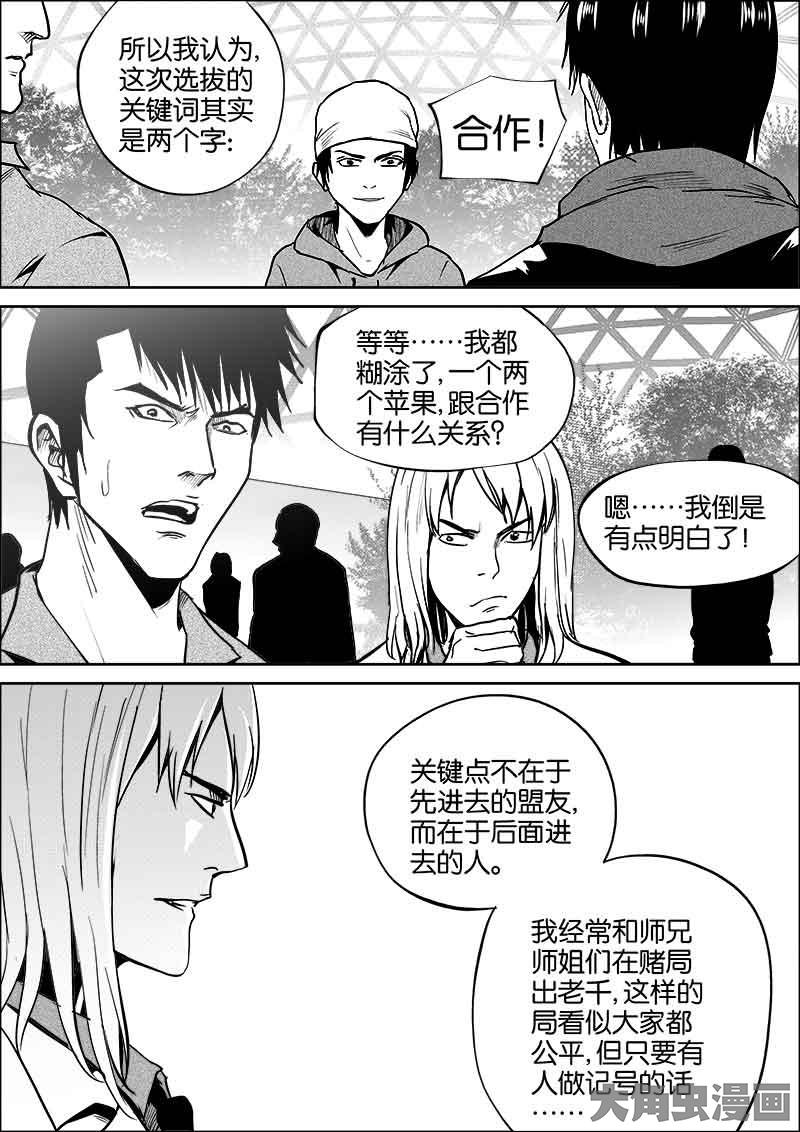 所以我认为,
这次选拔的
关键词其实
是两个字:
合作!
等等……我都
糊涂了,一个两
个苹果,跟合作
有什么关系?
嗯……我倒是
有点明白了!
关键点不在于
先进去的盟友,
而在于后面进
去的人。
我经常和师兄
师姐们在赌局
出老千,这样的
局看似大家都
公平,但只要有
人做记号的话
……
大角虫漫画